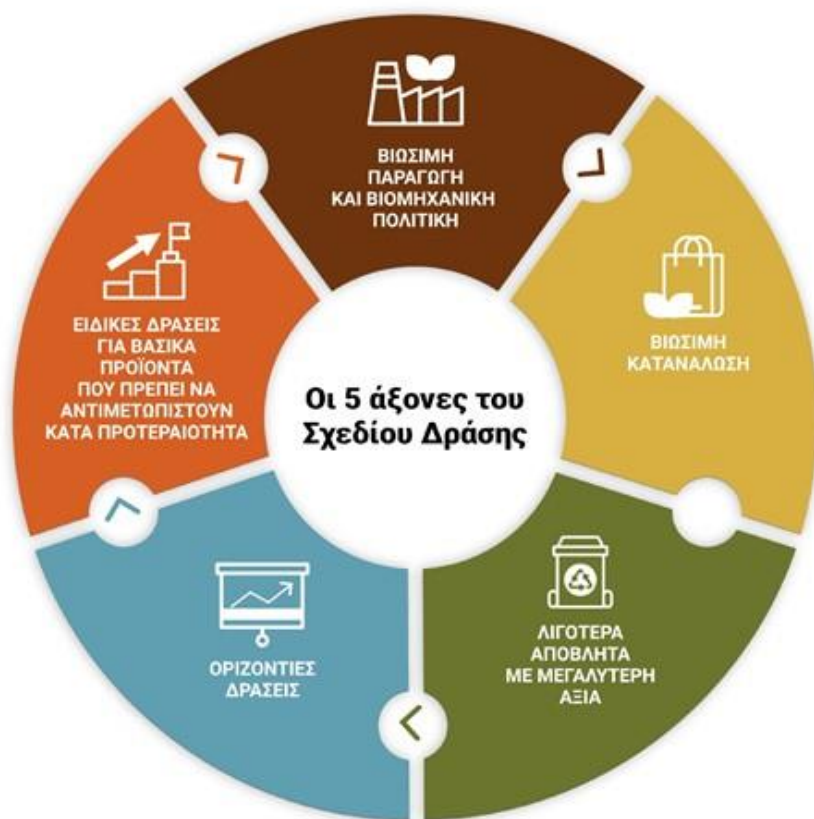 ΒΙΩΣΙΜΗ
ΠΑΡΑΓΩΓΗ
ΚΑΙ ΒΙΟΜΗΧΑΝΙΚΗ
ΠΟΛΙΤΙΚΗ
ΒΙΩΣΙΜΗ
ΚΑΤΑΝΑΛΩΣΗ
ΛΙΓΟΤΕΡΑ
ΑΠΟΒΛΗΤΑ
ΜΕ ΜΕΓΑΛΥΤΕΡΗ
ΑΞΙΑ
ΟΡΙΖΟΝΤΙΕΣ
ΔΡΑΣΕΙΣ
ΕΙΔΙΚΕΣ ΔΡΑΣΕΙΣ
ΓΙΑ ΒΑΣΙΚΑ
ΠΡΟΪΟΝΤΑ
ΠΟΥ ΠΡΕΠΕΙ ΝΑ
ΑΝΤΙΜΕΤΩΠΙΣΤΟΥΝ
ΚΑΤΑ ΠΡΟΤΕΡΑΙΟΤΗΤΑ
Οι 5 άξονες του
Σχεδίου Δράσης